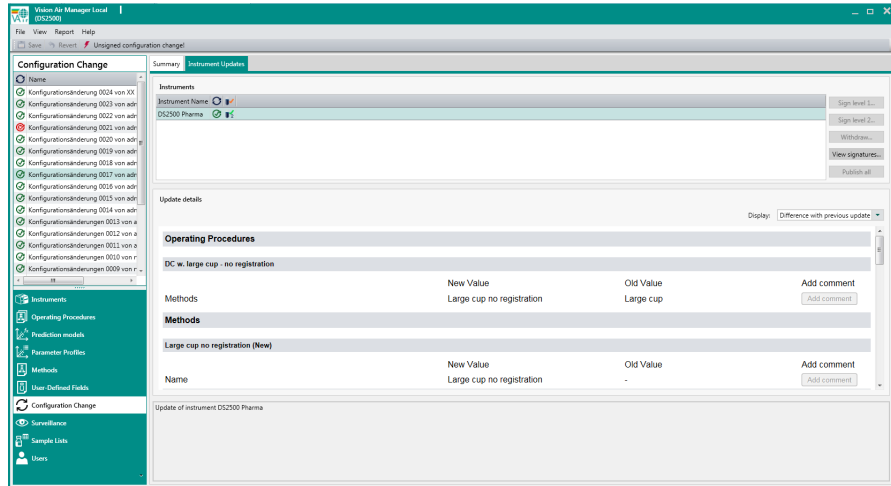 Vision Air Manager Local
(DS2500)
File View Report Help
Save Revert Unsigned configuration change!
Configuration Change
Name
Konfigurationsänderung 0024 von XX
Konfigurationsänderung 0023 von adr
Konfigurationsänderung 0022 von adr
Konfigurationsänderung 0021 von adr
Konfigurationsänderung 0020 von adr
Konfigurationsänderung 0019 von adr
Konfigurationsänderung 0018 von adr
Konfigurationsänderung 0017 von adr
Konfigurationsänderung 0016 von adr
Konfigurationsänderung 0015 von adr
Konfigurationsänderung 0014 von adr
Konfigurationsänderungen 0013 von a
Konfigurationsänderungen 0012 von a
Konfigurationsänderungen 0011 von a
Konfigurationsänderungen 0010 von r
Konfigurationsänderungen 0009 von r
Instruments
Operating Procedures
Prediction models
Parameter Profiles
Methods
User-Defined Fields
Configuration Change
Surveillance
Sample Lists
Users
Summary Instrument Updates
Instruments
Instrument Name
DS2500 Pharma
Sign level 1...
Sign level 2...
Withdraw...
View signatures...
Publish all
Update details
Display: Difference with previous update
Operating Procedures
DC w. large cup - no registration
New Value Old Value Add comment
Methods Large cup no registration Large cup Add comment
Methods
Large cup no registration (New)
New Value Old Value Add comment
Name Large cup no registration - Add comment
Update of instrument DS2500 Pharma